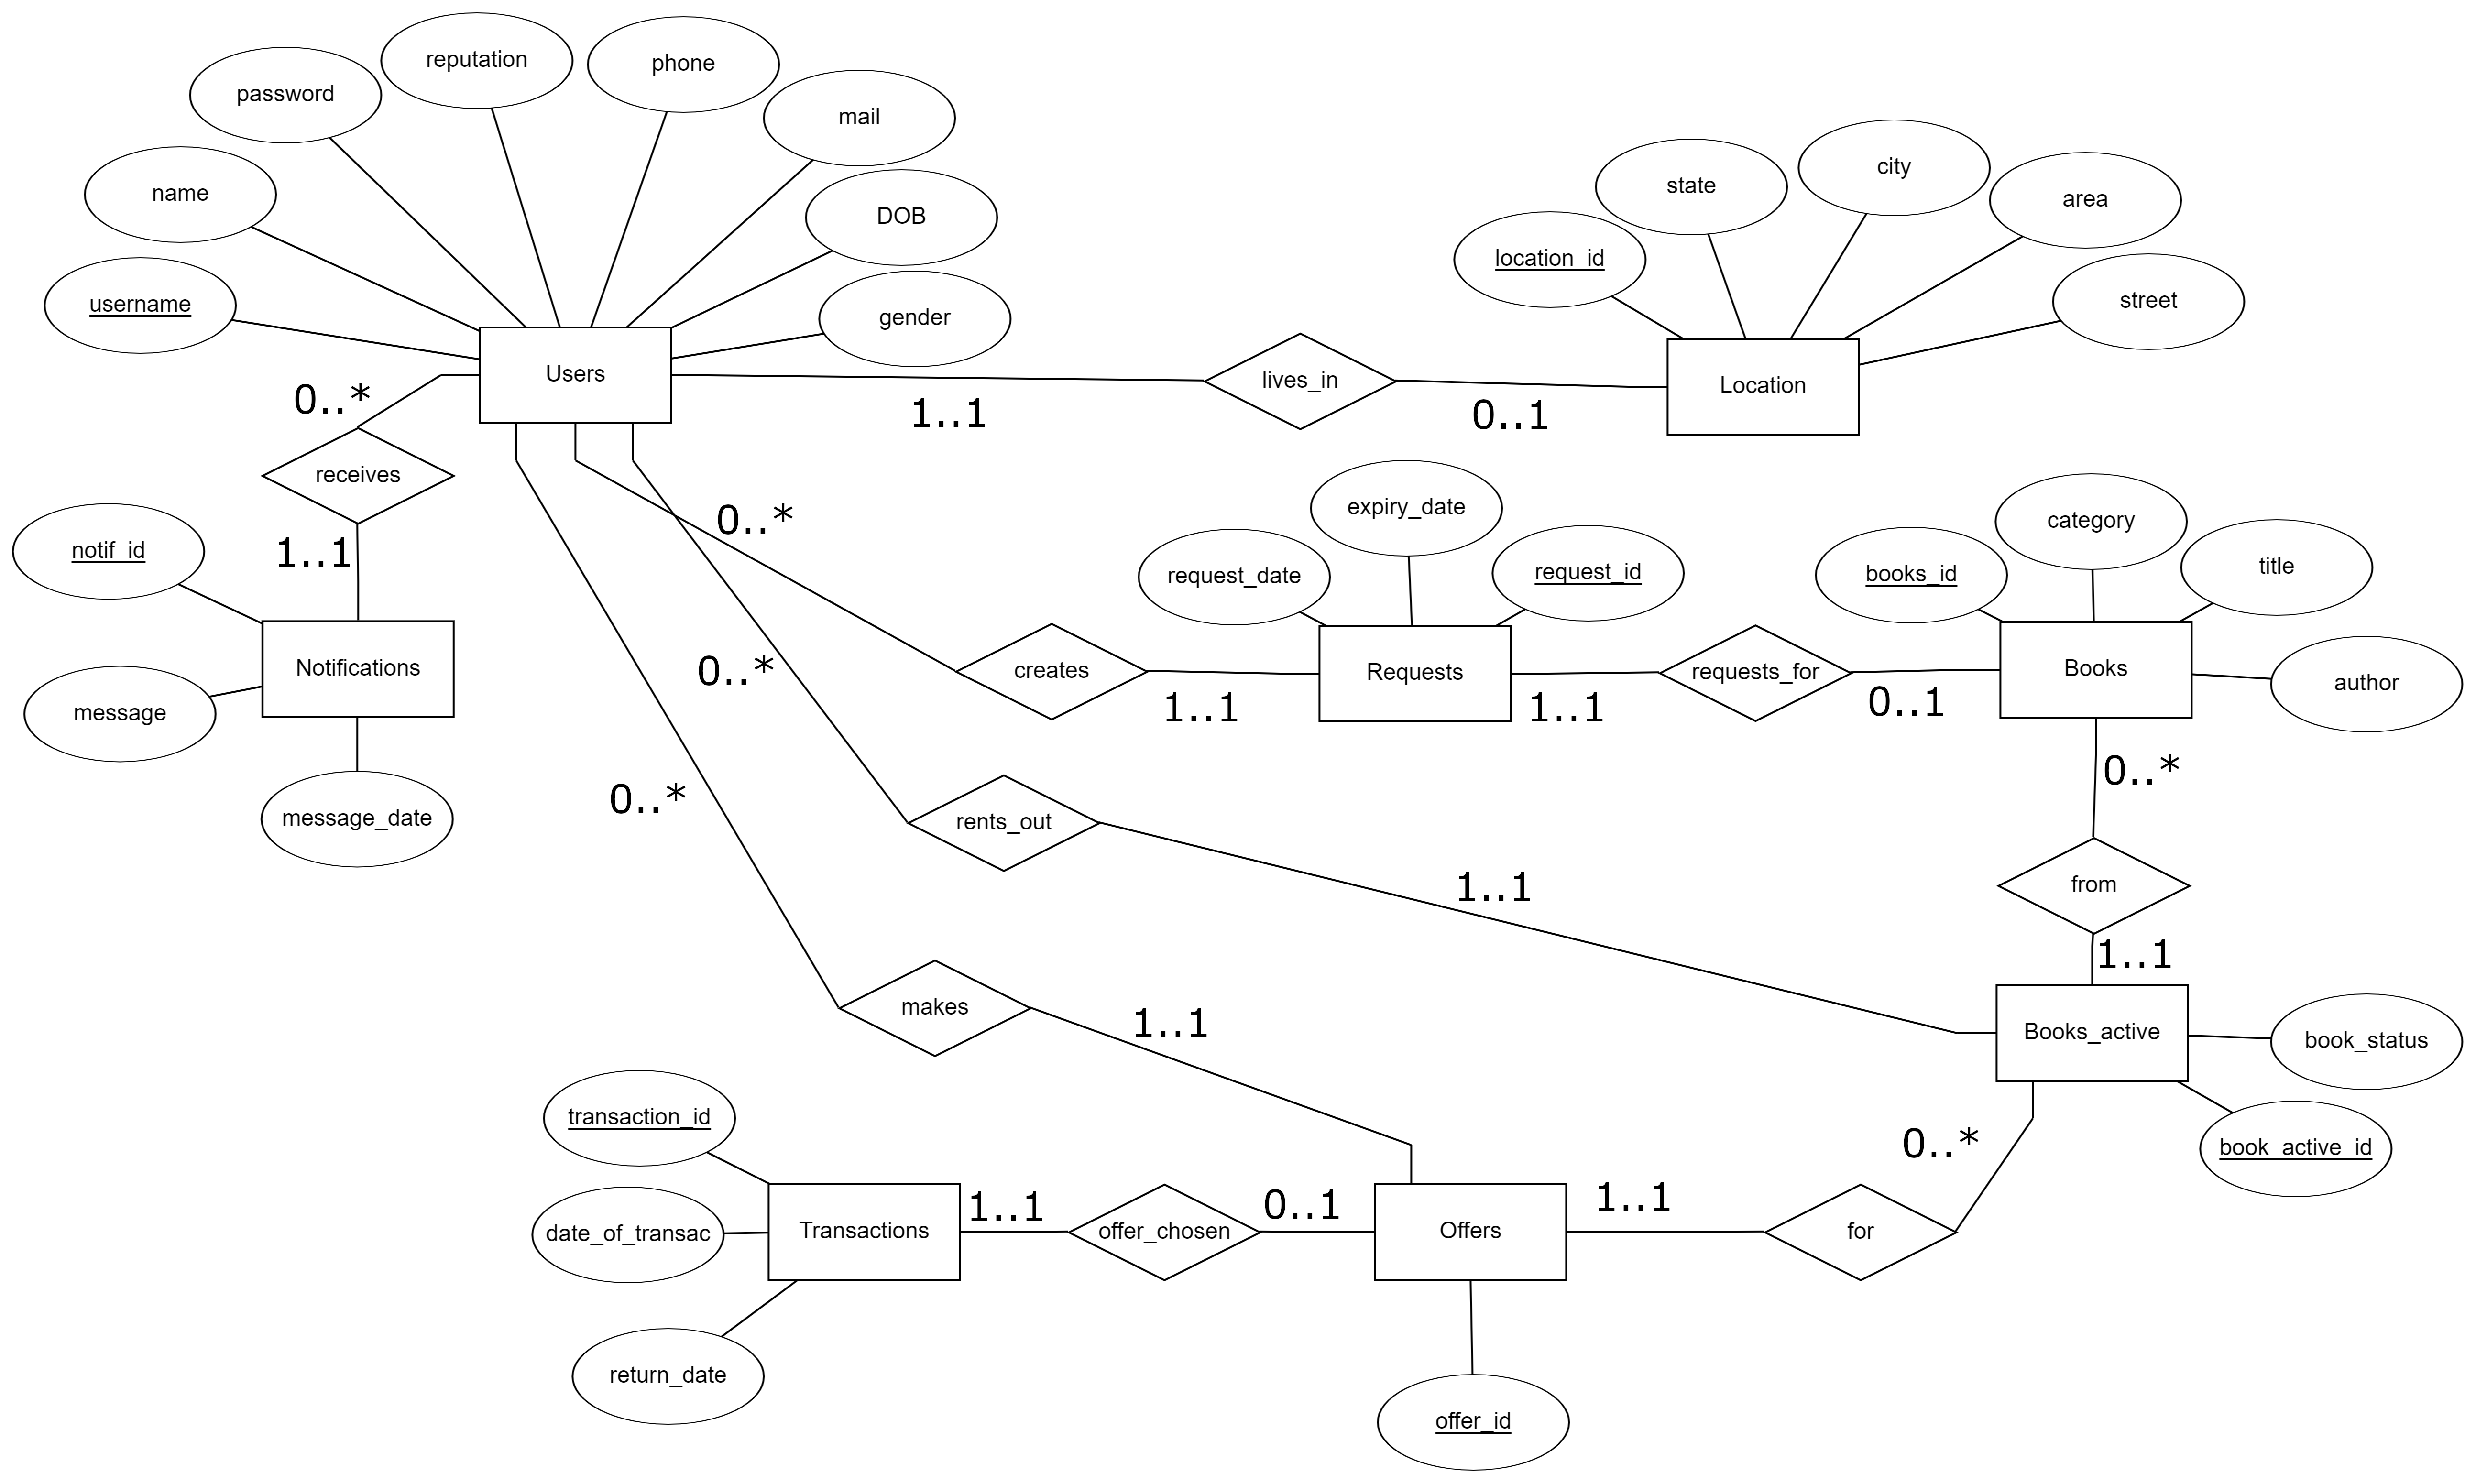 reputation
phone
password
mail
city
state
area
name
DOB
location_id
street
username
gender
Users
lives_in
Location
0..*
1..1
0..1
receives
expiry_date
category
0..*
notif_id
request_date
request_id
books_id
title
1..1
Notifications
0..*
creates
Requests
requests_for
Books
author
1..1
1..1
0..1
message
0..*
0..*
message_date
rents_out
1..1
from
1..1
makes
1..1
Books_active
book_status
transaction_id
0..*
book_active_id
1..1
0..1
1..1
date_of_transac
Transactions
offer_chosen
Offers
for
return_date
offer_id